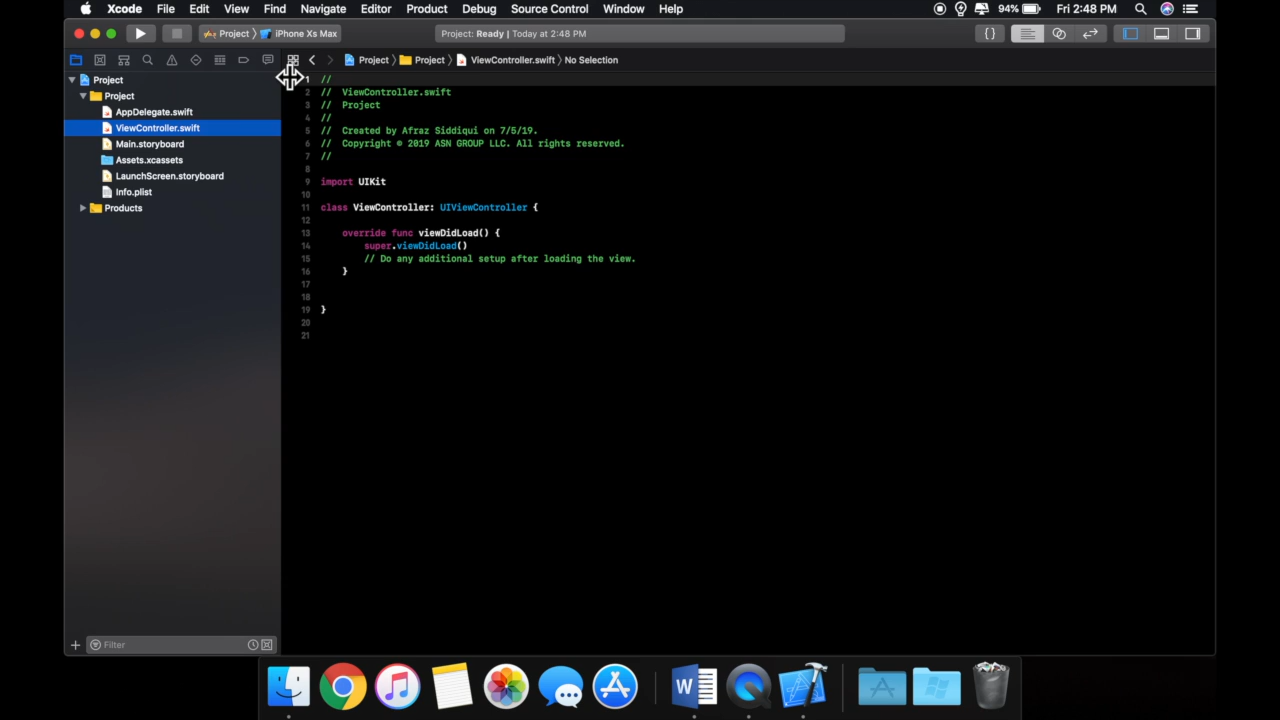 Xcode File Edit View Find Navigate Editor Product Debug Source Control Window Help 94% Fri 2:48 PM
Project iPhone Xs Max Project: Ready | Today at 2:48 PM { }
Project Project ViewController.swift No Selection
Project
Project
AppDelegate.swift
ViewController.swift
Main.storyboard
Assets.xcassets
LaunchScreen.storyboard
Info.plist
Products
Filter
1 //
2 // ViewController.swift
3 // Project
4 //
5 // Created by Afraz Siddiqui on 7/5/19.
6 // Copyright © 2019 ASN GROUP LLC. All rights reserved.
7 //
8
9 import UIKit
10
11 class ViewController: UIViewController {
12
13 override func viewDidLoad() {
14 super.viewDidLoad()
15 // Do any additional setup after loading the view.
16 }
17
18
19 }
20
21
W